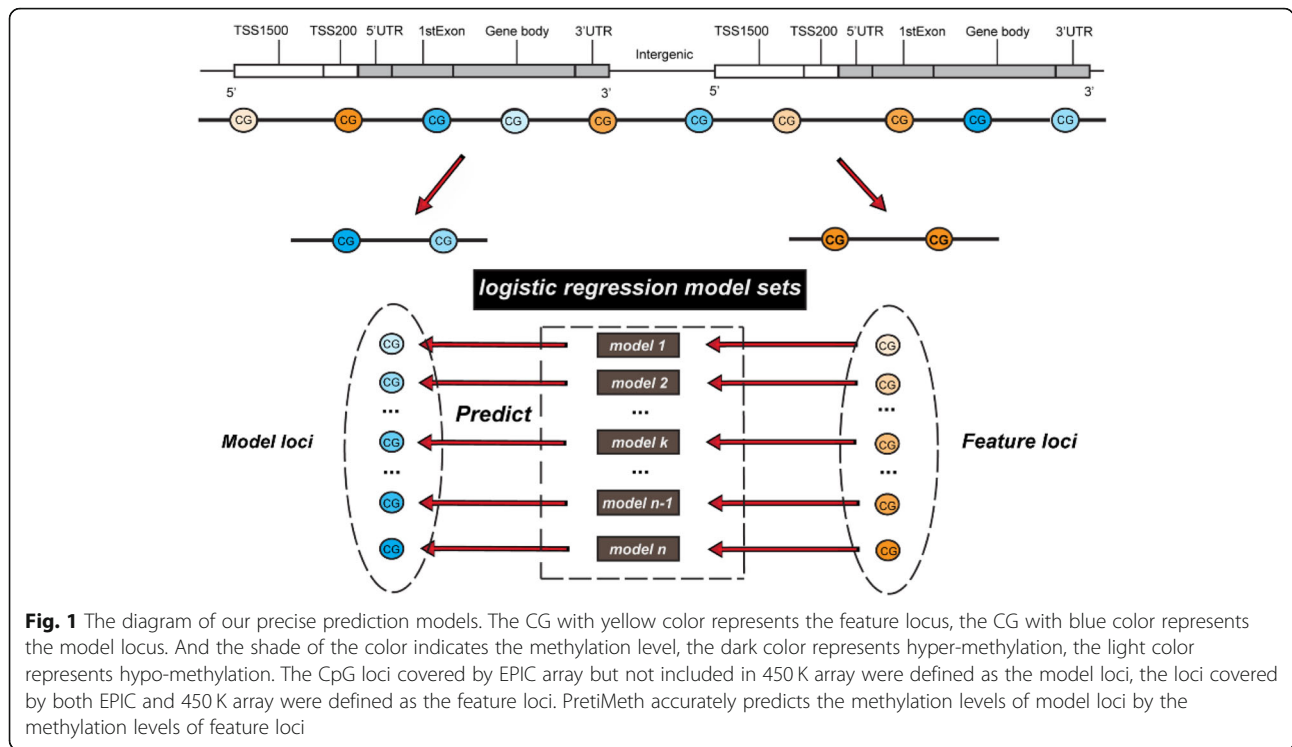 TSS1500 TSS200 5'UTR 1stExon Gene body 3'UTR TSS1500 TSS200 5'UTR 1stExon Gene body 3'UTR
Intergenic
5' 3' 5' 3'
CG CG CG CG CG CG CG CG CG CG
CG CG CG CG
logistic regression model sets
CG model 1 CG
CG model 2 CG
... Predict ... ...
Model loci CG model k CG Feature loci
... ... ...
CG model n-1 CG
CG model n CG
Fig. 1 The diagram of our precise prediction models. The CG with yellow color represents the feature locus, the CG with blue color represents
the model locus. And the shade of the color indicates the methylation level, the dark color represents hyper-methylation, the light color
represents hypo-methylation. The CpG loci covered by EPIC array but not included in 450 K array were defined as the model loci, the loci covered
by both EPIC and 450 K array were defined as the feature loci. PretiMeth accurately predicts the methylation levels of model loci by the
methylation levels of feature loci